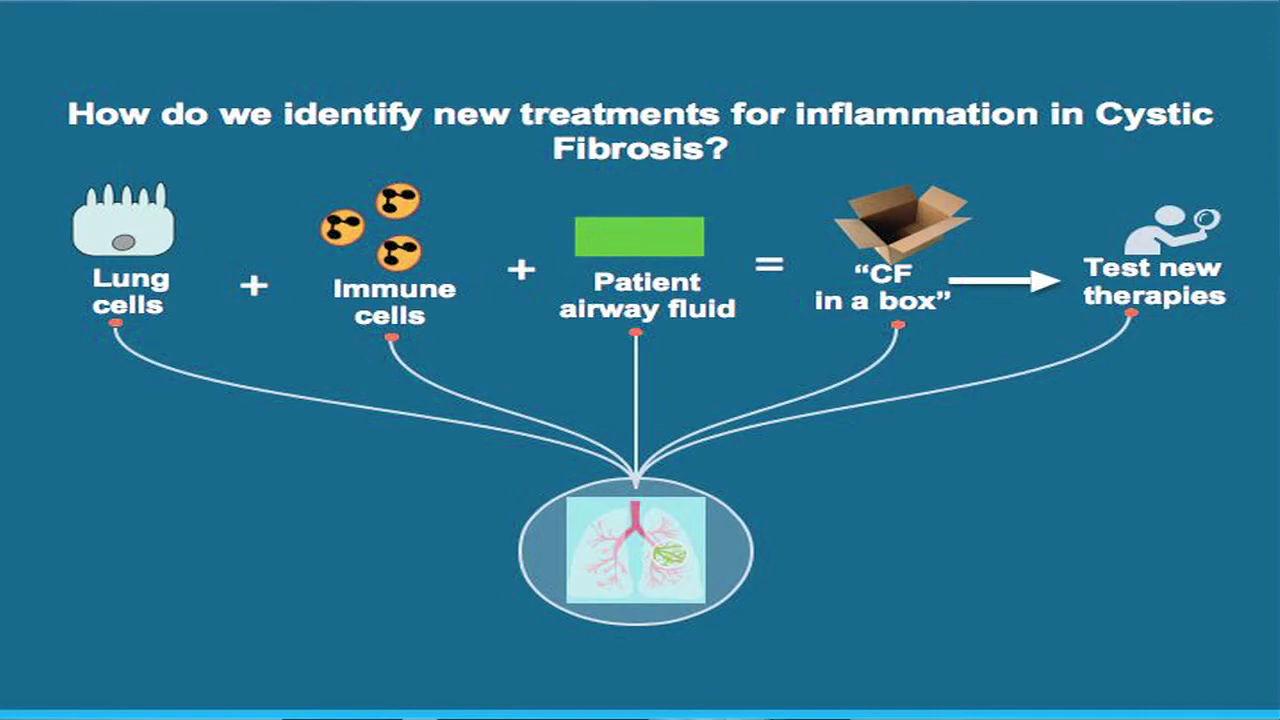 How do we identify new treatments for inflammation in Cystic
Fibrosis?
Lung
cells
+
Immune
cells
+
Patient
airway fluid
=
“CF
in a box”
Test new
therapies